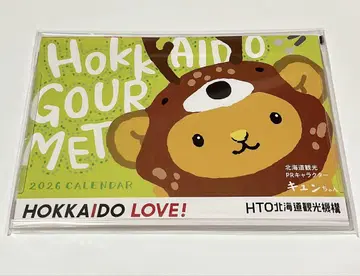 HOKKAIDO
GOUR
MET
2026 CALENDAR
北海道観光
PRキャラクター
キュンちゃん
HOKKAIDO LOVE!
HTO北海道観光機構